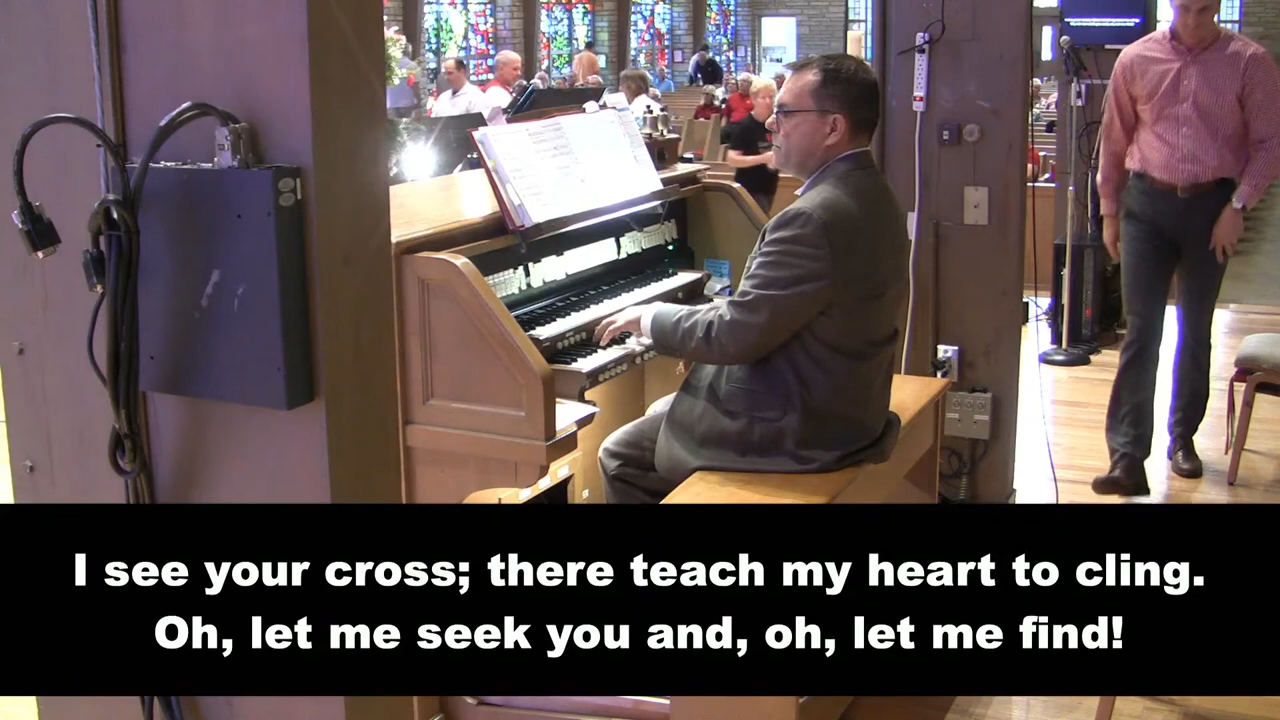 I see your cross; there teach my heart to cling.
Oh, let me seek you and, oh, let me find!